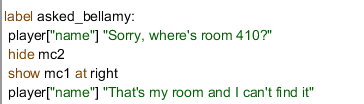 label asked_bellamy:
player["name"] "Sorry, where's room 410?"
hide mc2
show mc1 at right
player["name"] "That's my room and I can't find it"